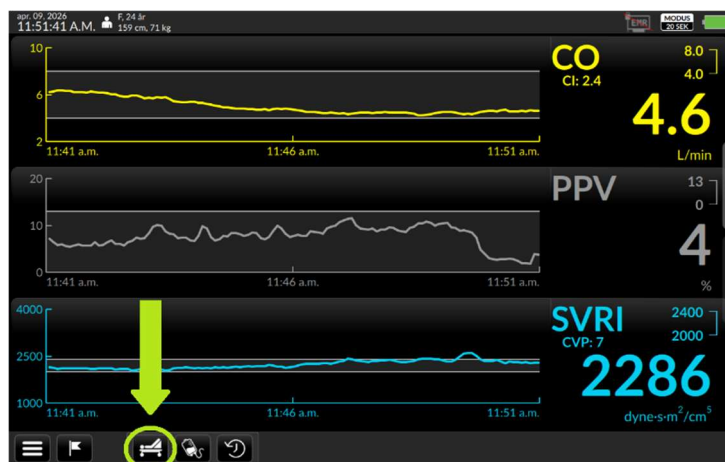 apr. 09, 2026
11:51:41 A.M.
F, 24 år
159 cm, 71 kg
EMR
MODUS
20 SEK
10
6
2
11:41 a.m.
11:46 a.m.
11:51 a.m.
CO
CI: 2.4
8.0
4.0
4.6
L/min
20
10
0
11:41 a.m.
11:46 a.m.
11:51 a.m.
PPV
13
0
4
%
4000
2500
1000
11:41 a.m.
11:46 a.m.
11:51 a.m.
SVRI
CVP: 7
2400
2000
2286
dyne·s·m²/cm⁵